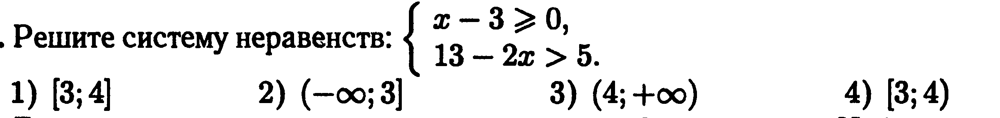 . Решите систему неравенств: { x − 3 ⩾ 0,
13 − 2x > 5.
1) [3; 4] 2) (−∞; 3] 3) (4; +∞) 4) [3; 4)